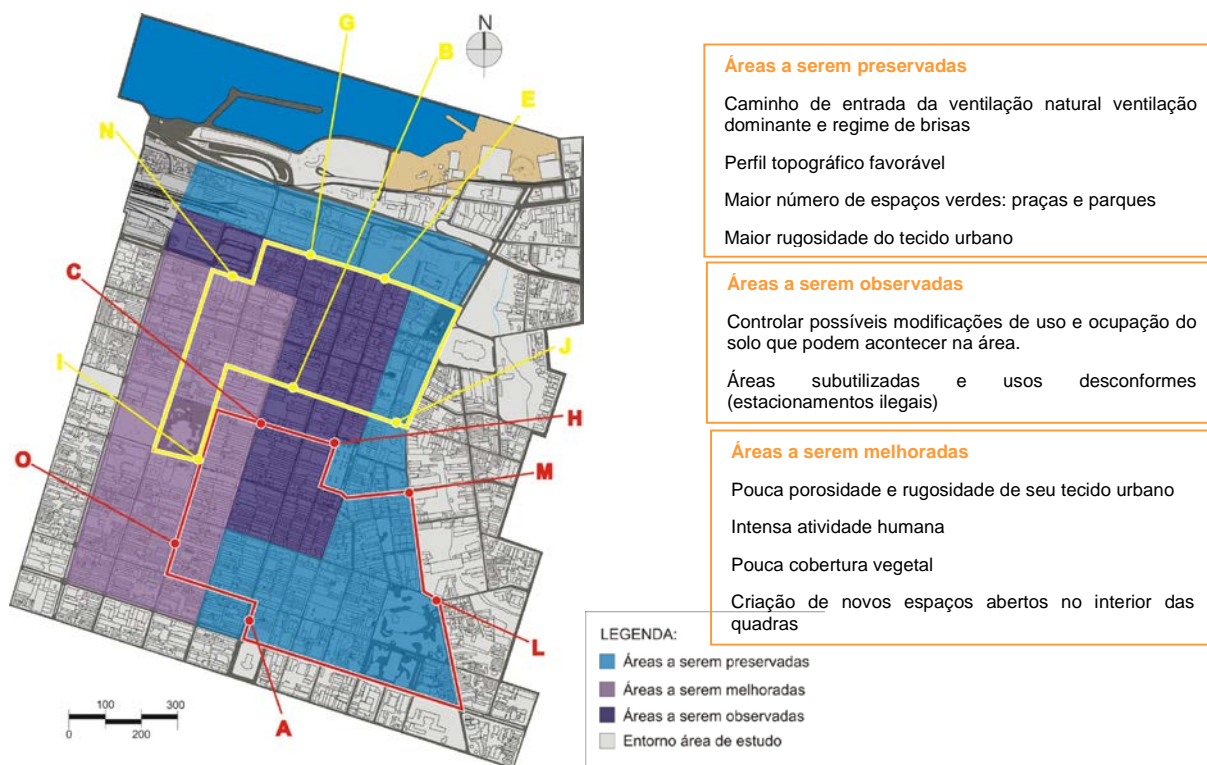 G
N
B
E
N
C
I
J
H
O
M
L
A
100
300
0
200
Áreas a serem preservadas
Caminho de entrada da ventilação natural ventilação
dominante e regime de brisas
Perfil topográfico favorável
Maior número de espaços verdes: praças e parques
Maior rugosidade do tecido urbano
Áreas a serem observadas
Controlar possíveis modificações de uso e ocupação do
solo que podem acontecer na área.
Áreas subutilizadas e usos desconformes
(estacionamentos ilegais)
Áreas a serem melhoradas
Pouca porosidade e rugosidade de seu tecido urbano
Intensa atividade humana
Pouca cobertura vegetal
Criação de novos espaços abertos no interior das
quadras
LEGENDA:
Áreas a serem preservadas
Áreas a serem melhoradas
Áreas a serem observadas
Entorno área de estudo